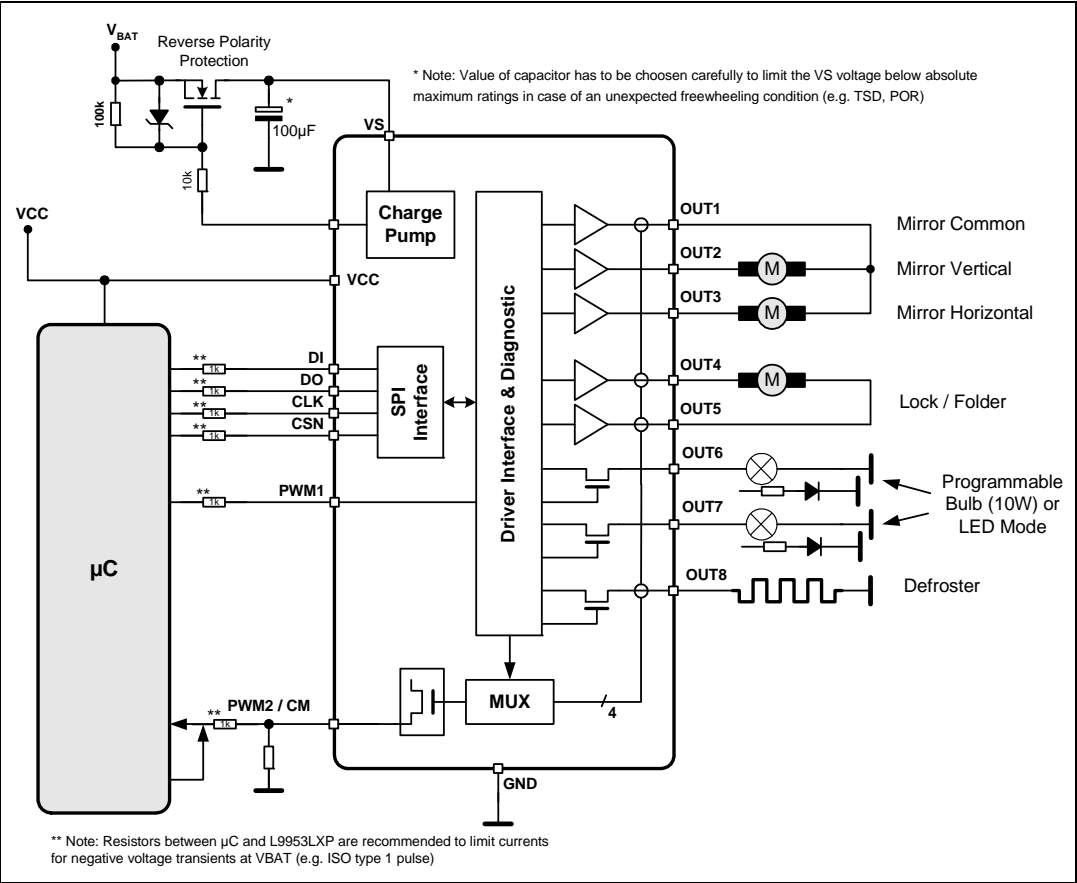 VBAT
Reverse Polarity
Protection
* Note: Value of capacitor has to be choosen carefully to limit the VS voltage below absolute
maximum ratings in case of an unexpected freewheeling condition (e.g. TSD, POR)
100k
*
100µF
VS
10k
Charge
Pump
VCC
VCC
µC
** 1k DI
** 1k DO
** 1k CLK
** 1k CSN
SPI
Interface
** 1k PWM1
Driver Interface & Diagnostic
OUT1
Mirror Common
OUT2
M
Mirror Vertical
OUT3
M
Mirror Horizontal
OUT4
M
OUT5
Lock / Folder
OUT6
OUT7
Programmable
Bulb (10W) or
LED Mode
OUT8
Defroster
MUX
4
** 1k PWM2 / CM
GND
** Note: Resistors between µC and L9953LXP are recommended to limit currents
for negative voltage transients at VBAT (e.g. ISO type 1 pulse)